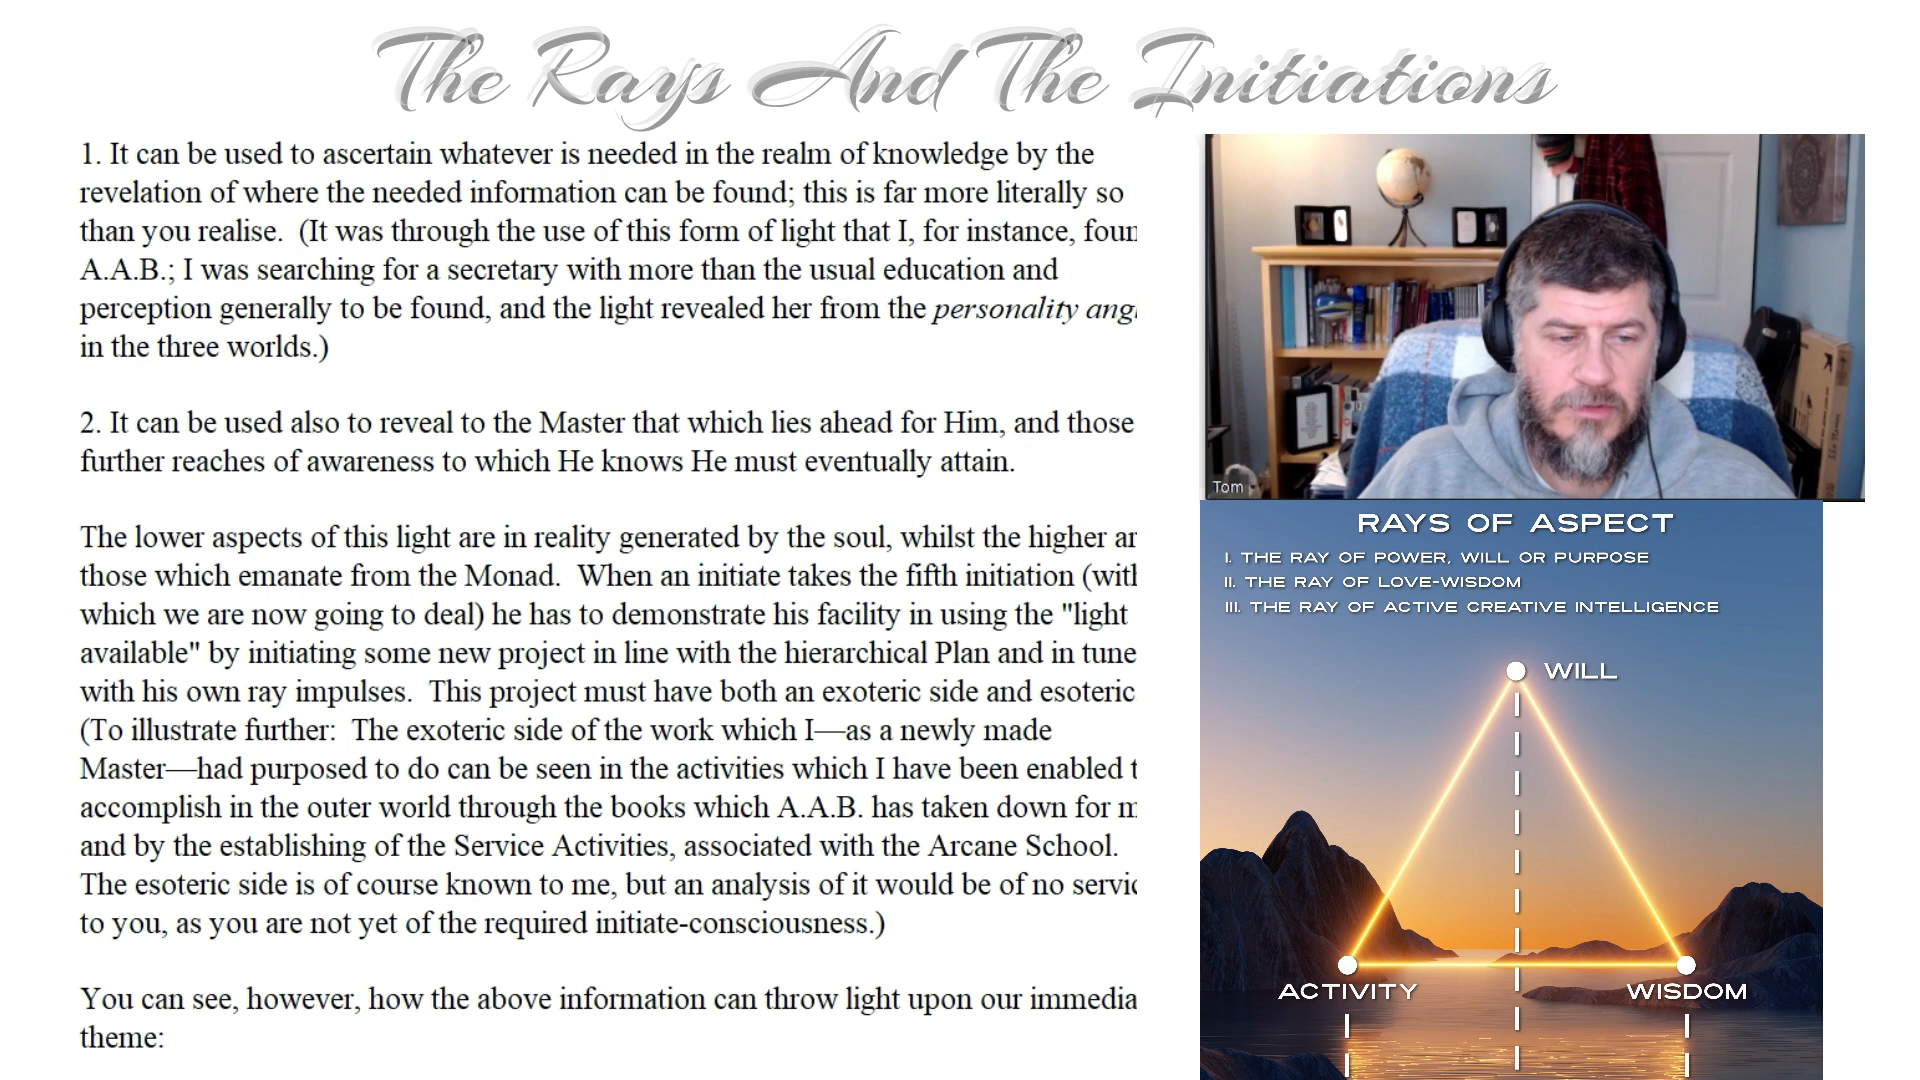 The Rays And The Initiations
1. It can be used to ascertain whatever is needed in the realm of knowledge by the
revelation of where the needed information can be found; this is far more literally so
than you realise.  (It was through the use of this form of light that I, for instance, foun
A.A.B.; I was searching for a secretary with more than the usual education and
perception generally to be found, and the light revealed her from the personality ang
in the three worlds.)
2. It can be used also to reveal to the Master that which lies ahead for Him, and those
further reaches of awareness to which He knows He must eventually attain.
The lower aspects of this light are in reality generated by the soul, whilst the higher ar
those which emanate from the Monad.  When an initiate takes the fifth initiation (with
which we are now going to deal) he has to demonstrate his facility in using the "light
available" by initiating some new project in line with the hierarchical Plan and in tune
with his own ray impulses.  This project must have both an exoteric side and esoteric
(To illustrate further:  The exoteric side of the work which I—as a newly made
Master—had purposed to do can be seen in the activities which I have been enabled t
accomplish in the outer world through the books which A.A.B. has taken down for m
and by the establishing of the Service Activities, associated with the Arcane School.
The esoteric side is of course known to me, but an analysis of it would be of no servic
to you, as you are not yet of the required initiate-consciousness.)
You can see, however, how the above information can throw light upon our immedia
theme:
Tom
RAYS OF ASPECT
I. THE RAY OF POWER, WILL OR PURPOSE
II. THE RAY OF LOVE-WISDOM
III. THE RAY OF ACTIVE CREATIVE INTELLIGENCE
WILL
ACTIVITY
WISDOM